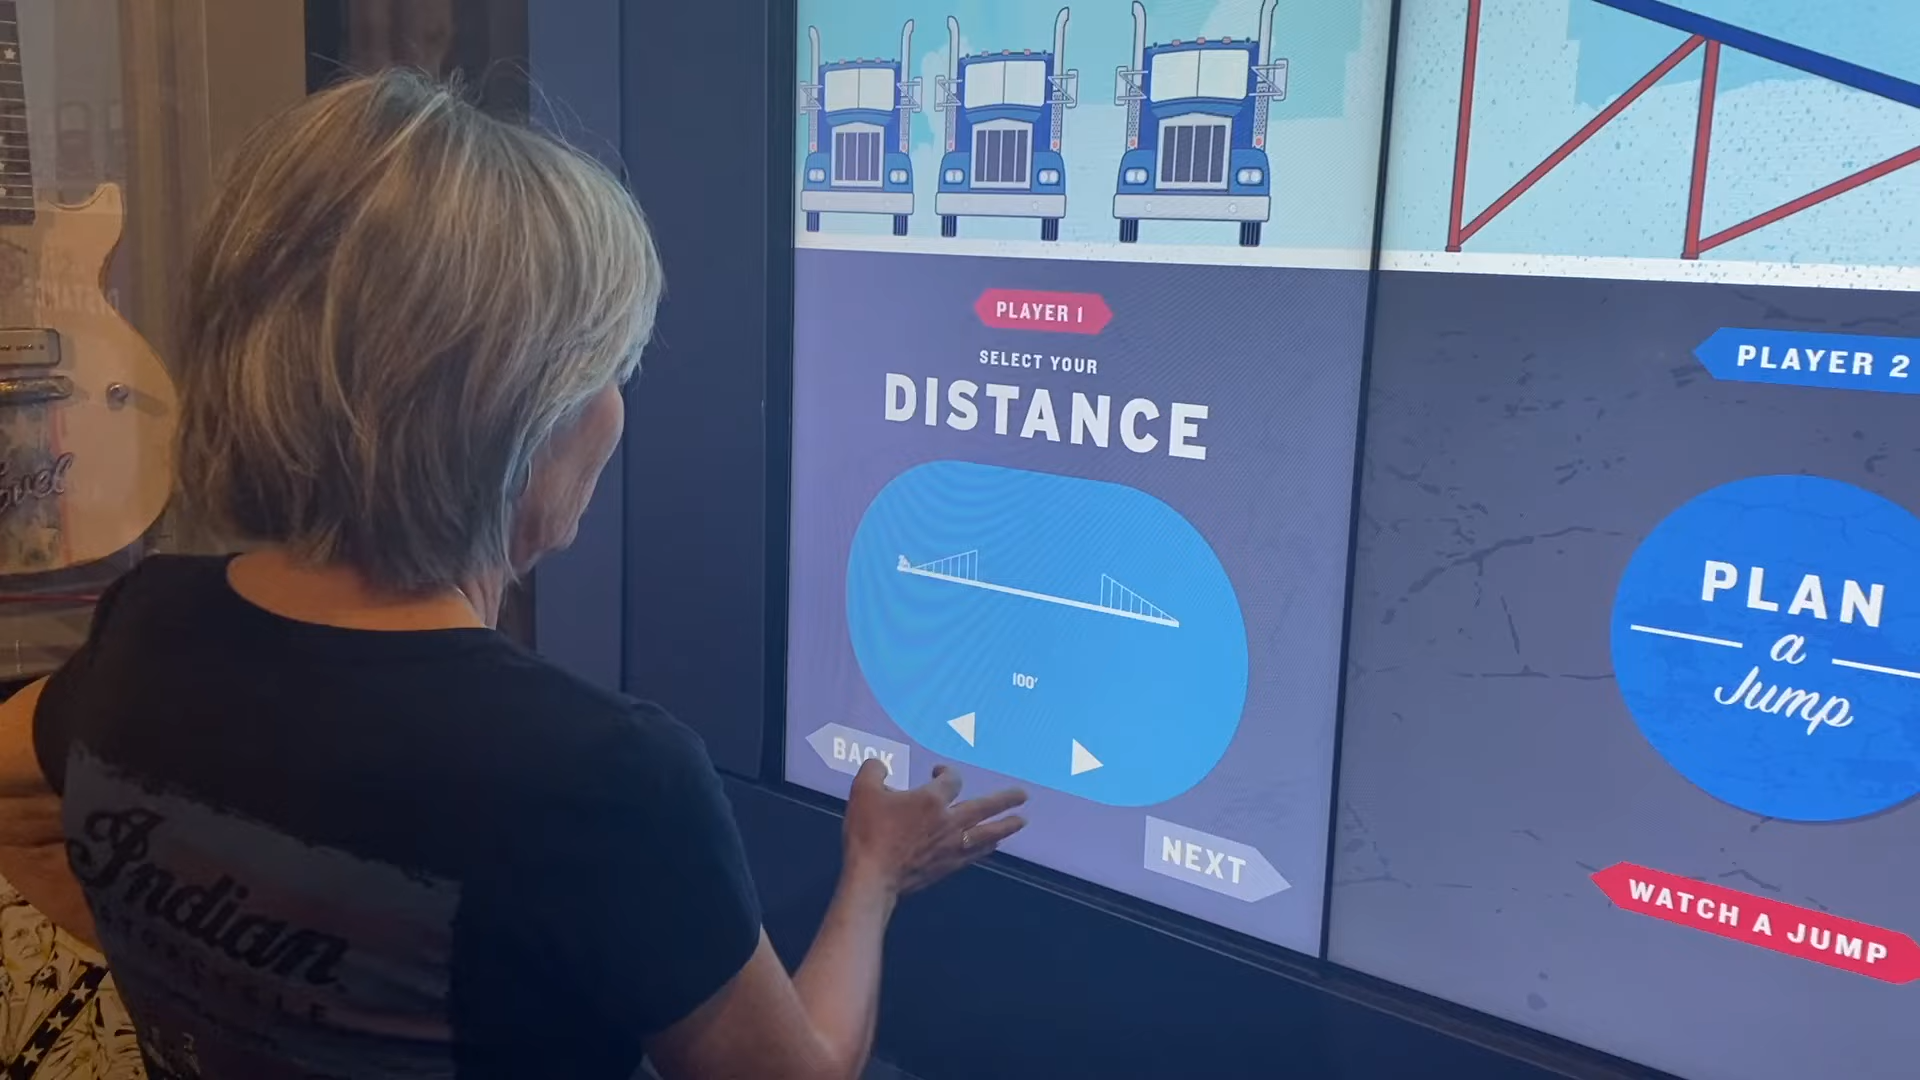 PLAYER 1
SELECT YOUR
DISTANCE
100'
BACK
NEXT
PLAYER 2
PLAN
a
Jump
WATCH A JUMP
Indian